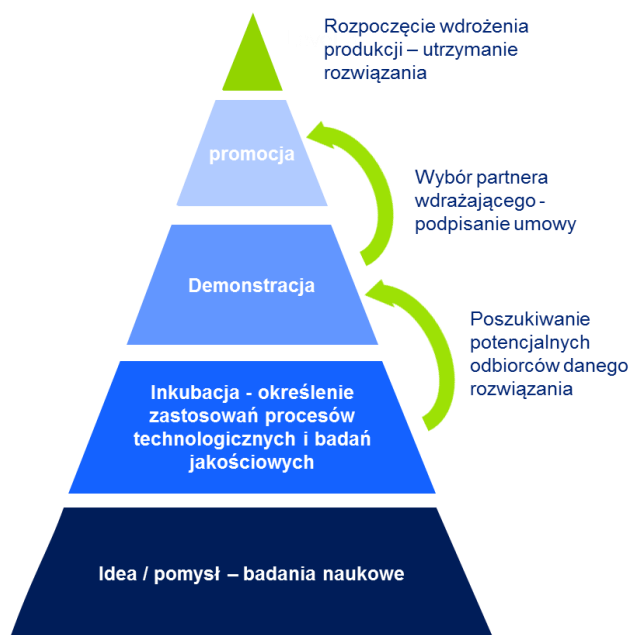 Rozpoczęcie wdrożenia
produkcji – utrzymanie
rozwiązania
promocja
Wybór partnera
wdrażającego -
podpisanie umowy
Demonstracja
Poszukiwanie
potencjalnych
odbiorców danego
rozwiązania
Inkubacja - określenie
zastosowań procesów
technologicznych i badań
jakościowych
Idea / pomysł – badania naukowe